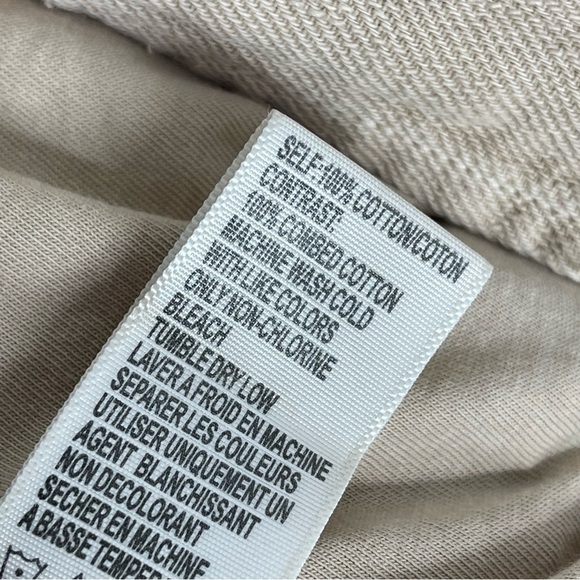 SELF: 100% COTTON/COTON
CONTRAST:
100% COMBED COTTON
MACHINE WASH COLD
WITH LIKE COLORS
ONLY NON-CHLORINE
BLEACH
TUMBLE DRY LOW
LAVER A FROID EN MACHINE
SEPARER LES COULEURS
UTILISER UNIQUEMENT UN
AGENT BLANCHISSANT
NON DECOLORANT
SECHER EN MACHINE
A BASSE TEMPER